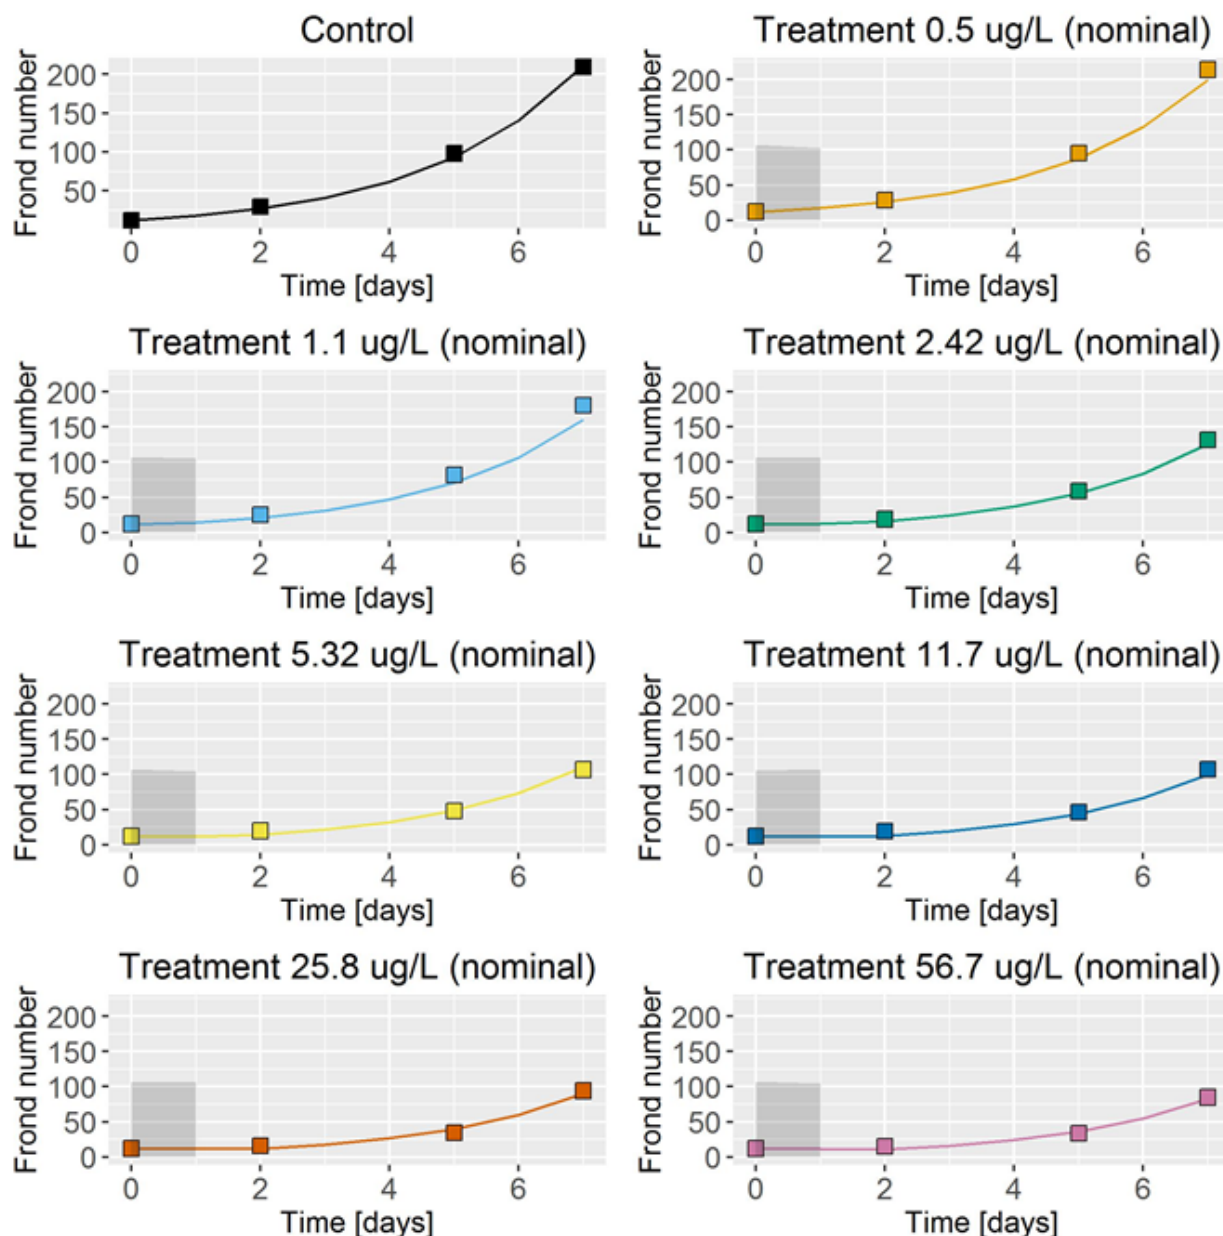 Control
Frond number
200
150
100
50
0 2 4 6
Time [days]
Treatment 0.5 ug/L (nominal)
Frond number
200
150
100
50
0
0 2 4 6
Time [days]
Treatment 1.1 ug/L (nominal)
Frond number
200
150
100
50
0
0 2 4 6
Time [days]
Treatment 2.42 ug/L (nominal)
Frond number
200
150
100
50
0
0 2 4 6
Time [days]
Treatment 5.32 ug/L (nominal)
Frond number
200
150
100
50
0
0 2 4 6
Time [days]
Treatment 11.7 ug/L (nominal)
Frond number
200
150
100
50
0
0 2 4 6
Time [days]
Treatment 25.8 ug/L (nominal)
Frond number
200
150
100
50
0
0 2 4 6
Time [days]
Treatment 56.7 ug/L (nominal)
Frond number
200
150
100
50
0
0 2 4 6
Time [days]